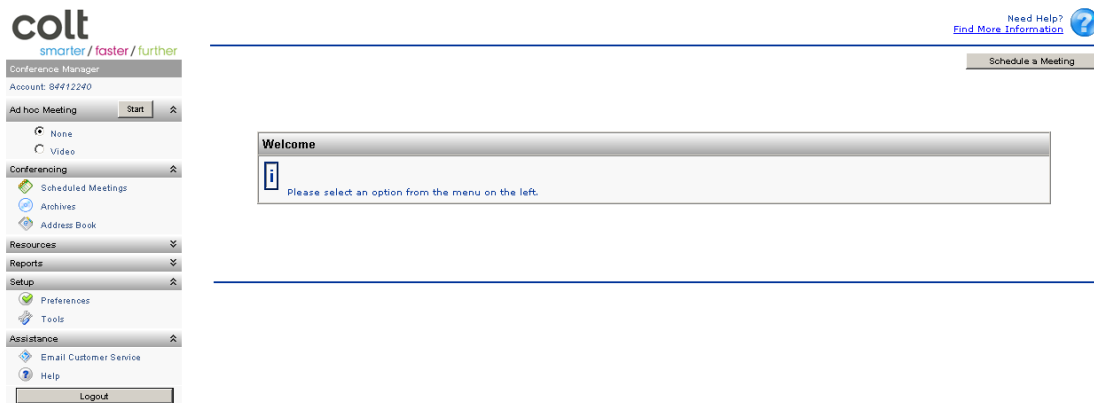 colt
smarter / faster / further
Need Help?
Find More Information
?
Schedule a Meeting
Conference Manager
Account: 84412240
Ad hoc Meeting
Start
None
Video
Conferencing
Scheduled Meetings
Archives
Address Book
Resources
Reports
Setup
Preferences
Tools
Assistance
Email Customer Service
Help
Logout
Welcome
i
Please select an option from the menu on the left.